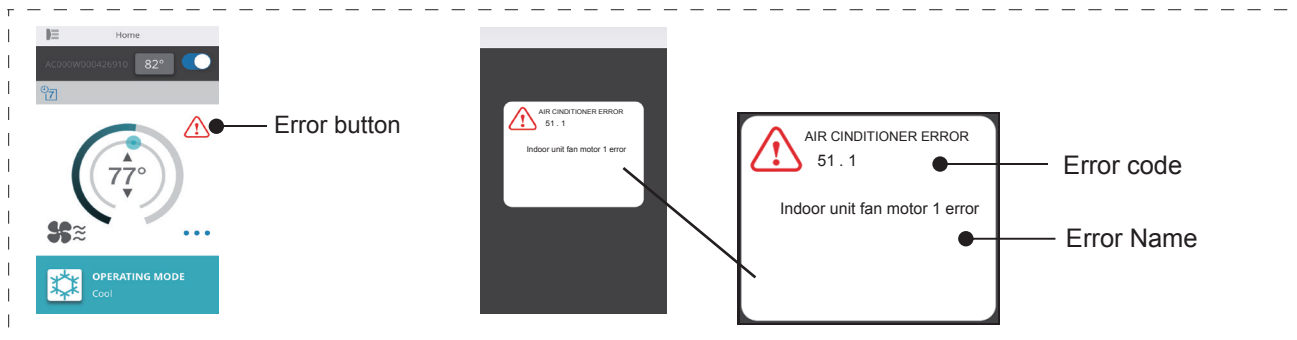 Home
AC000W000426910 82°
7
77°
OPERATING MODE
Cool
Error button
AIR CINDITIONER ERROR
51 . 1
Indoor unit fan motor 1 error
AIR CINDITIONER ERROR
51 . 1
Indoor unit fan motor 1 error
Error code
Error Name